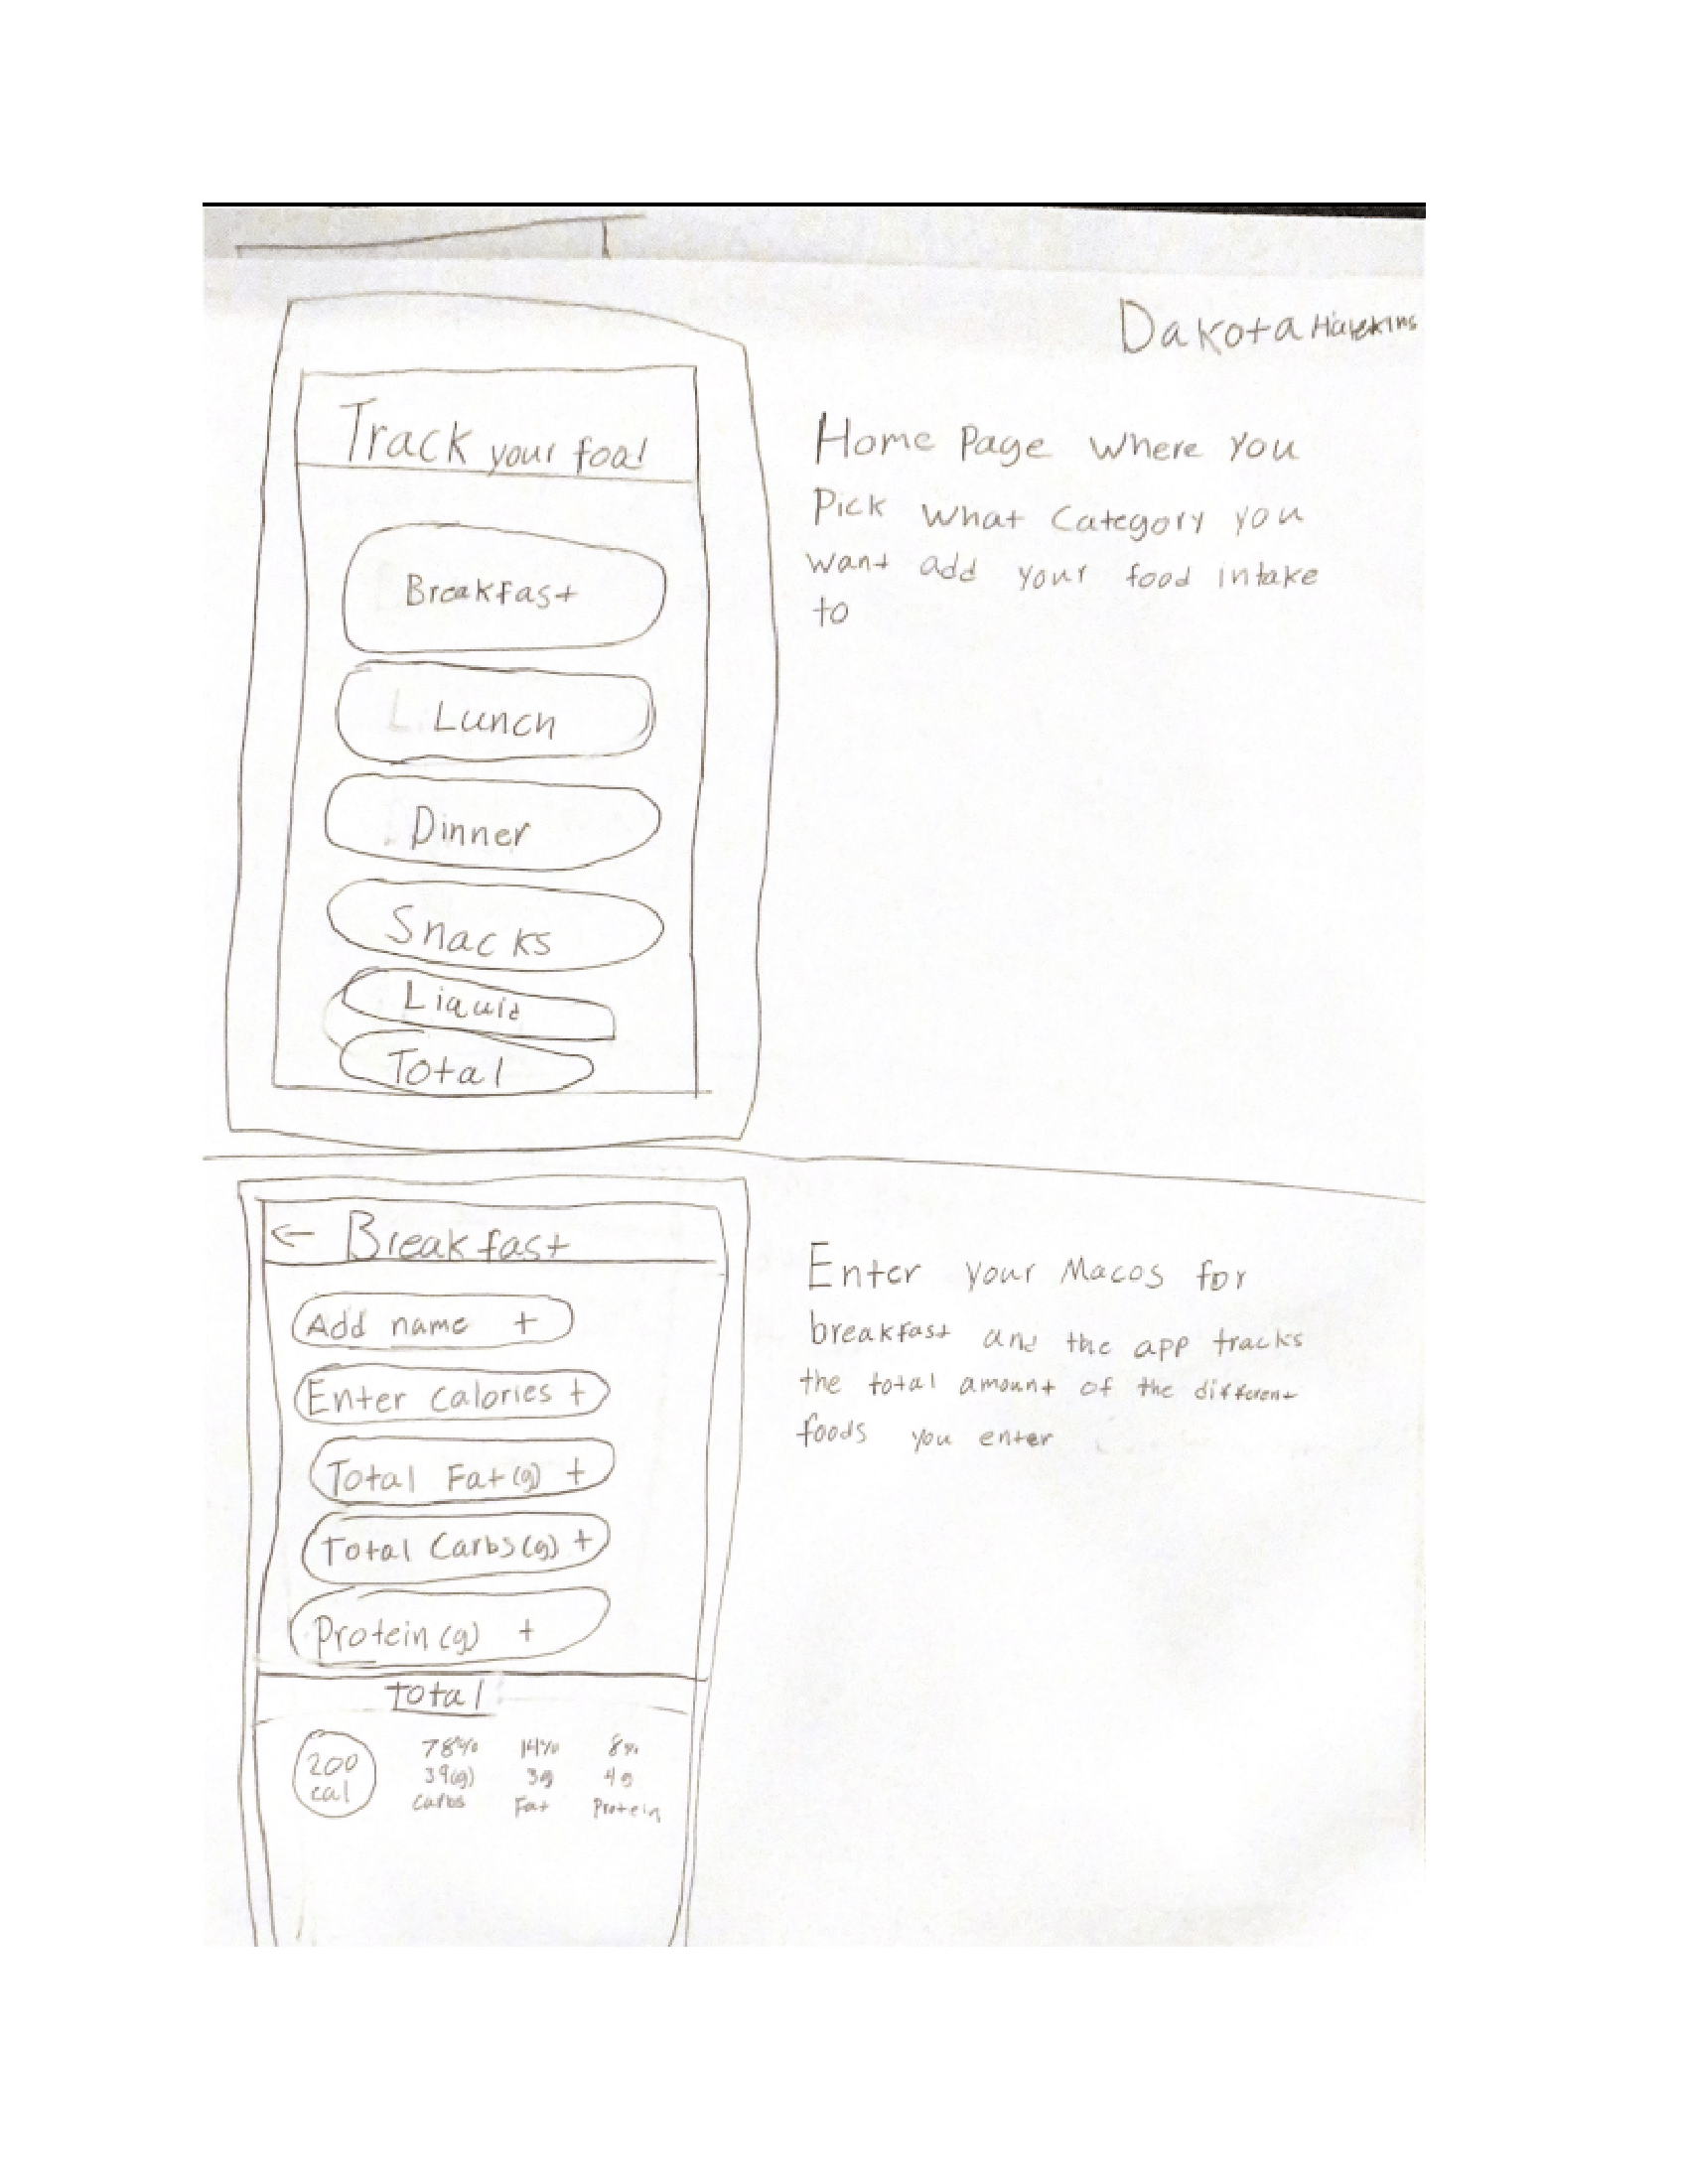 Dakota
Track your food
Home Page Where You
Pick What Category you
want add your food intake
to
Breakfast
Lunch
Dinner
Snacks
Liquid
Total
← Breakfast
Add name +
Enter Calories +
Total Fat(g) +
Total Carbs(g) +
Protein(g) +
Enter your Macos for
breakfast and the app tracks
the total amount of the different
foods you enter
total
200 cal
78% 14% 8%
39(g) 3g 4g
Carbs Fat Protein